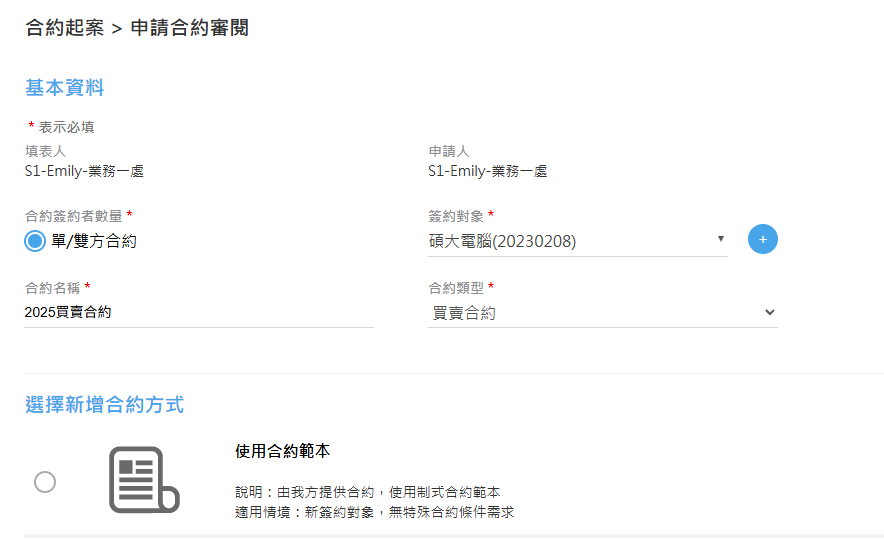 合約起案 > 申請合約審閱
基本資料
* 表示必填
填表人
申請人
S1-Emily-業務一處
S1-Emily-業務一處
合約簽約者數量 *
簽約對象 *
單/雙方合約
碩大電腦(20230208)
+
合約名稱 *
合約類型 *
2025買賣合約
買賣合約
選擇新增合約方式
使用合約範本
說明：由我方提供合約，使用制式合約範本
適用情境：新簽約對象，無特殊合約條件需求